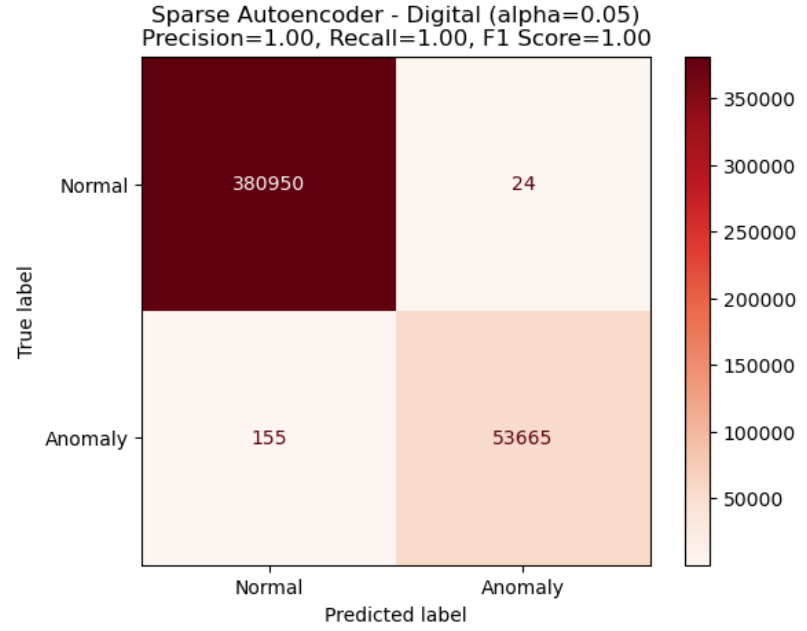 Sparse Autoencoder - Digital (alpha=0.05)
Precision=1.00, Recall=1.00, F1 Score=1.00
True label
Normal
380950
24
Anomaly
155
53665
Normal
Anomaly
Predicted label
350000
300000
250000
200000
150000
100000
50000